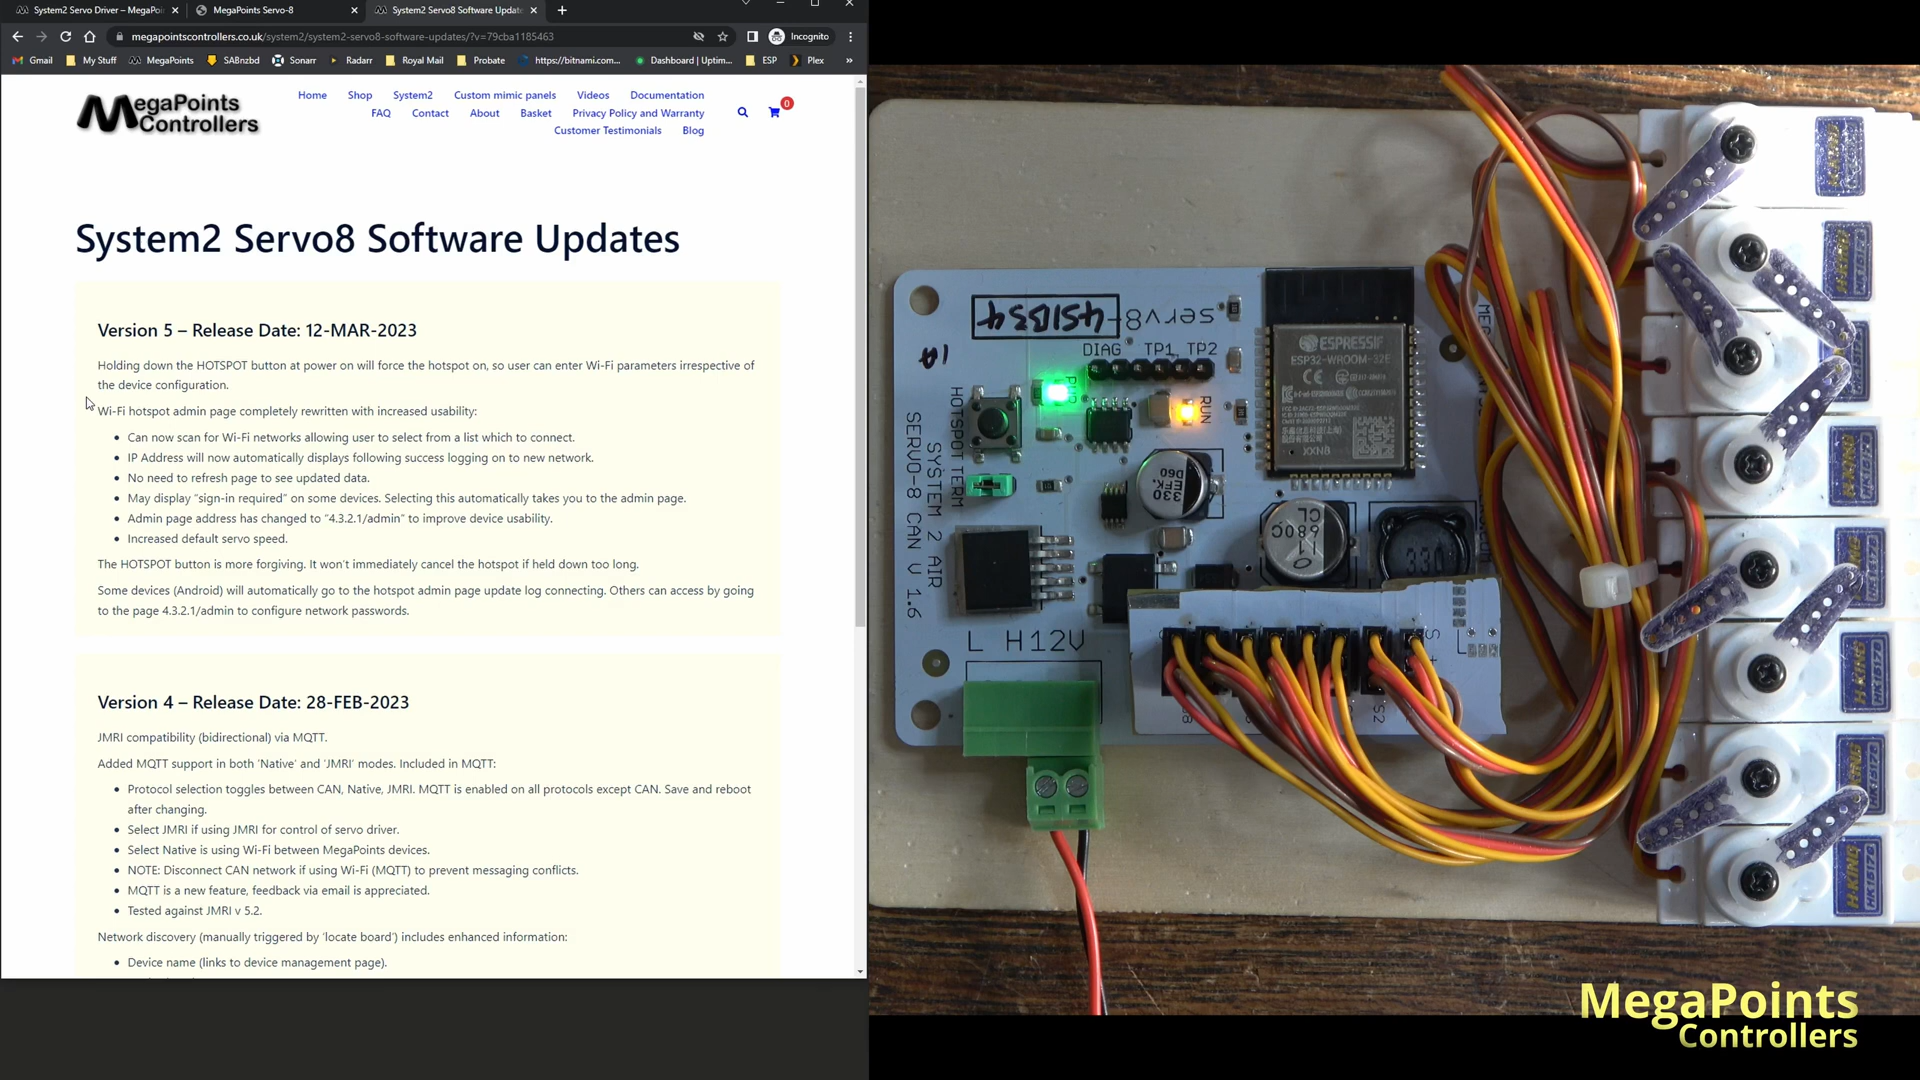 System2 Servo Driver – MegaPoi
MegaPoints Servo-8
System2 Servo8 Software Update
megapointscontrollers.co.uk/system2/system2-servo8-software-updates/?v=79cba1185463
Incognito
Gmail
My Stuff
MegaPoints
SABnzbd
Sonarr
Radarr
Royal Mail
Probate
https://bitnami.com...
Dashboard | Uptim...
ESP
Plex
MegaPoints
Controllers
Home Shop System2 Custom mimic panels Videos Documentation
FAQ Contact About Basket Privacy Policy and Warranty
Customer Testimonials Blog
0
System2 Servo8 Software Updates
Version 5 – Release Date: 12-MAR-2023
Holding down the HOTSPOT button at power on will force the hotspot on, so user can enter Wi-Fi parameters irrespective of
the device configuration.
Wi-Fi hotspot admin page completely rewritten with increased usability:
Can now scan for Wi-Fi networks allowing user to select from a list which to connect.
IP Address will now automatically displays following success logging on to new network.
No need to refresh page to see updated data.
May display “sign-in required” on some devices. Selecting this automatically takes you to the admin page.
Admin page address has changed to “4.3.2.1/admin” to improve device usability.
Increased default servo speed.
The HOTSPOT button is more forgiving. It won’t immediately cancel the hotspot if held down too long.
Some devices (Android) will automatically go to the hotspot admin page update log connecting. Others can access by going
to the page 4.3.2.1/admin to configure network passwords.
Version 4 – Release Date: 28-FEB-2023
JMRI compatibility (bidirectional) via MQTT.
Added MQTT support in both ‘Native’ and ‘JMRI’ modes. Included in MQTT:
Protocol selection toggles between CAN, Native, JMRI. MQTT is enabled on all protocols except CAN. Save and reboot
after changing.
Select JMRI if using JMRI for control of servo driver.
Select Native is using Wi-Fi between MegaPoints devices.
NOTE: Disconnect CAN network if using Wi-Fi (MQTT) to prevent messaging conflicts.
MQTT is a new feature, feedback via email is appreciated.
Tested against JMRI v 5.2.
Network discovery (manually triggered by ‘locate board’) includes enhanced information:
Device name (links to device management page).
serv8-451B34
DIAG TP1 TP2
RUN
HOTSPOT TERM
SYSTEM 2 AIR
SERVO-8 CAN V 1.6
ESPRESSIF
ESP32-WROOM-32E
XXN8
330
EFK.
D60
680C
CL
330
L H 12V
S2
H-KING
HK15178
MegaPoints
Controllers